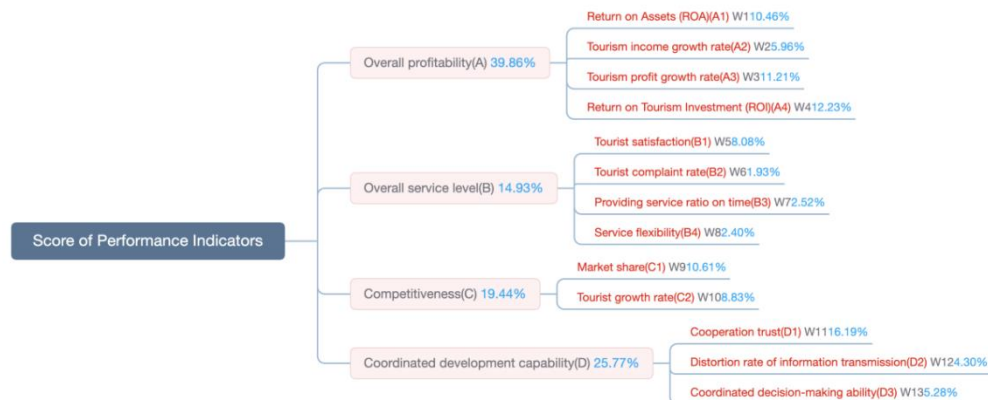 Return on Assets (ROA)(A1) W110.46%
Tourism income growth rate(A2) W25.96%
Overall profitability(A) 39.86%
Tourism profit growth rate(A3) W311.21%
Return on Tourism Investment (ROI)(A4) W412.23%
Tourist satisfaction(B1) W58.08%
Tourist complaint rate(B2) W61.93%
Overall service level(B) 14.93%
Providing service ratio on time(B3) W72.52%
Service flexibility(B4) W82.40%
Score of Performance Indicators
Market share(C1) W910.61%
Competitiveness(C) 19.44%
Tourist growth rate(C2) W108.83%
Cooperation trust(D1) W1116.19%
Coordinated development capability(D) 25.77%
Distortion rate of information transmission(D2) W124.30%
Coordinated decision-making ability(D3) W135.28%